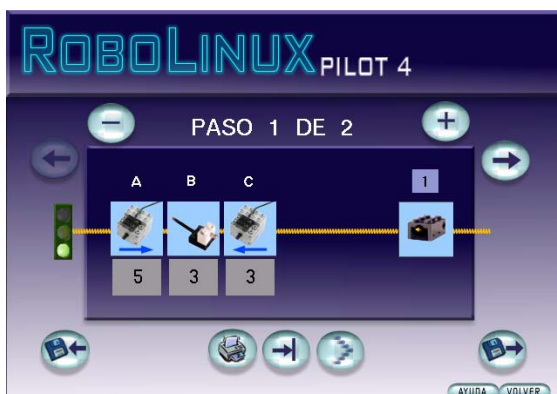 ROBOLINUX PILOT 4
PASO 1 DE 2
A B C 1
5 3 3
AYUDA VOLVER